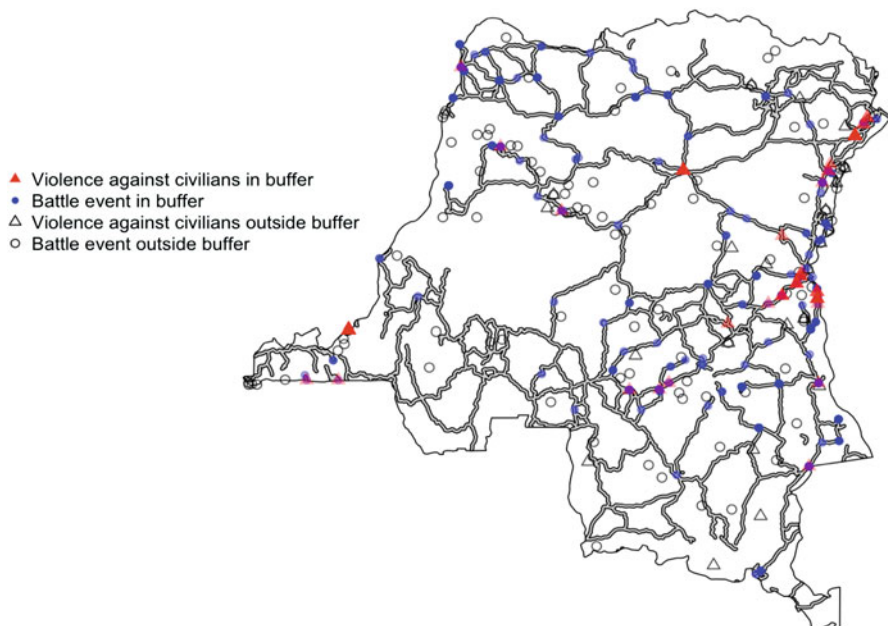 Violence against civilians in buffer
Battle event in buffer
Violence against civilians outside buffer
Battle event outside buffer